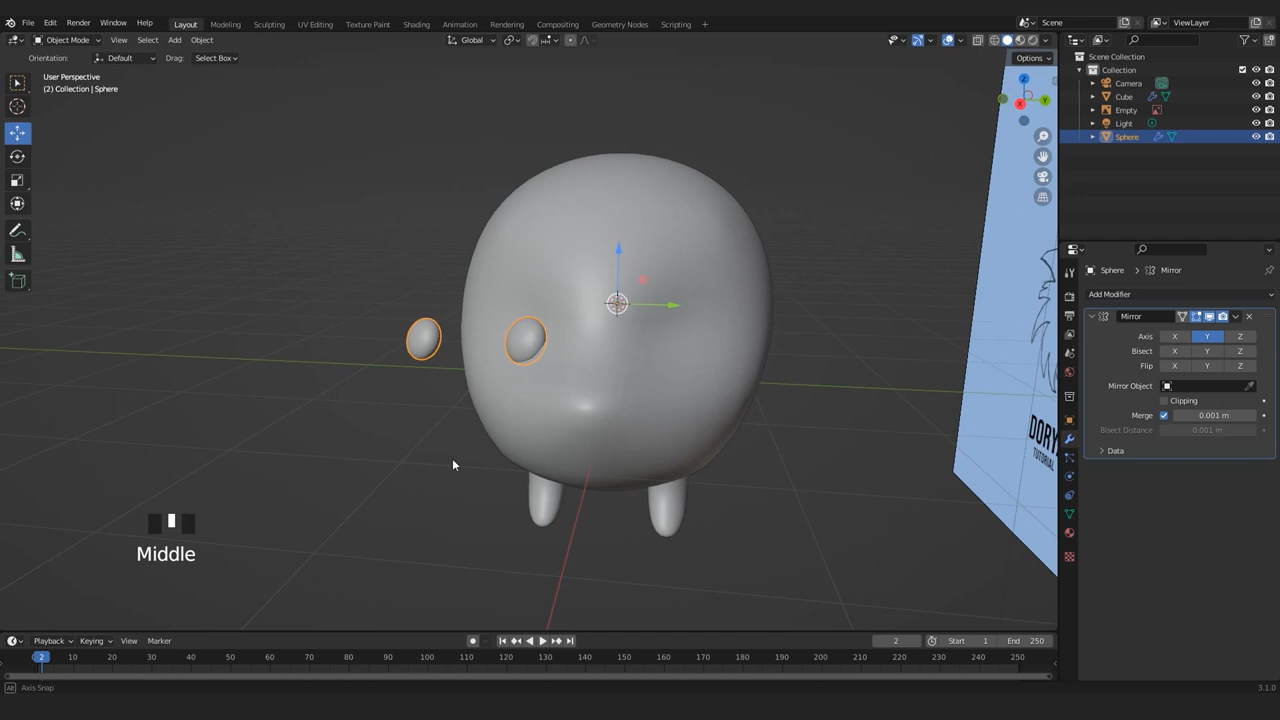 File Edit Render Window Help Layout Modeling Sculpting UV Editing Texture Paint Shading Animation Rendering Compositing Geometry Nodes Scripting + Scene ViewLayer
Object Mode View Select Add Object Global
Orientation: Default Drag: Select Box Options
User Perspective
(2) Collection | Sphere
Scene Collection
Collection
Camera
Cube
Empty
Light
Sphere
Z
Y
X
Sphere > Mirror
Add Modifier
Mirror
Axis X Y Z
Bisect X Y Z
Flip X Y Z
Mirror Object
Clipping
Merge 0.001 m
Bisect Distance 0.001 m
Data
DORY
TUTORIAL
Middle
Playback Keying View Marker 2 Start 1 End 250
2 10 20 30 40 50 60 70 80 90 100 110 120 130 140 150 160 170 180 190 200 210 220 230 240 250
Alt Axis Snap 3.1.0